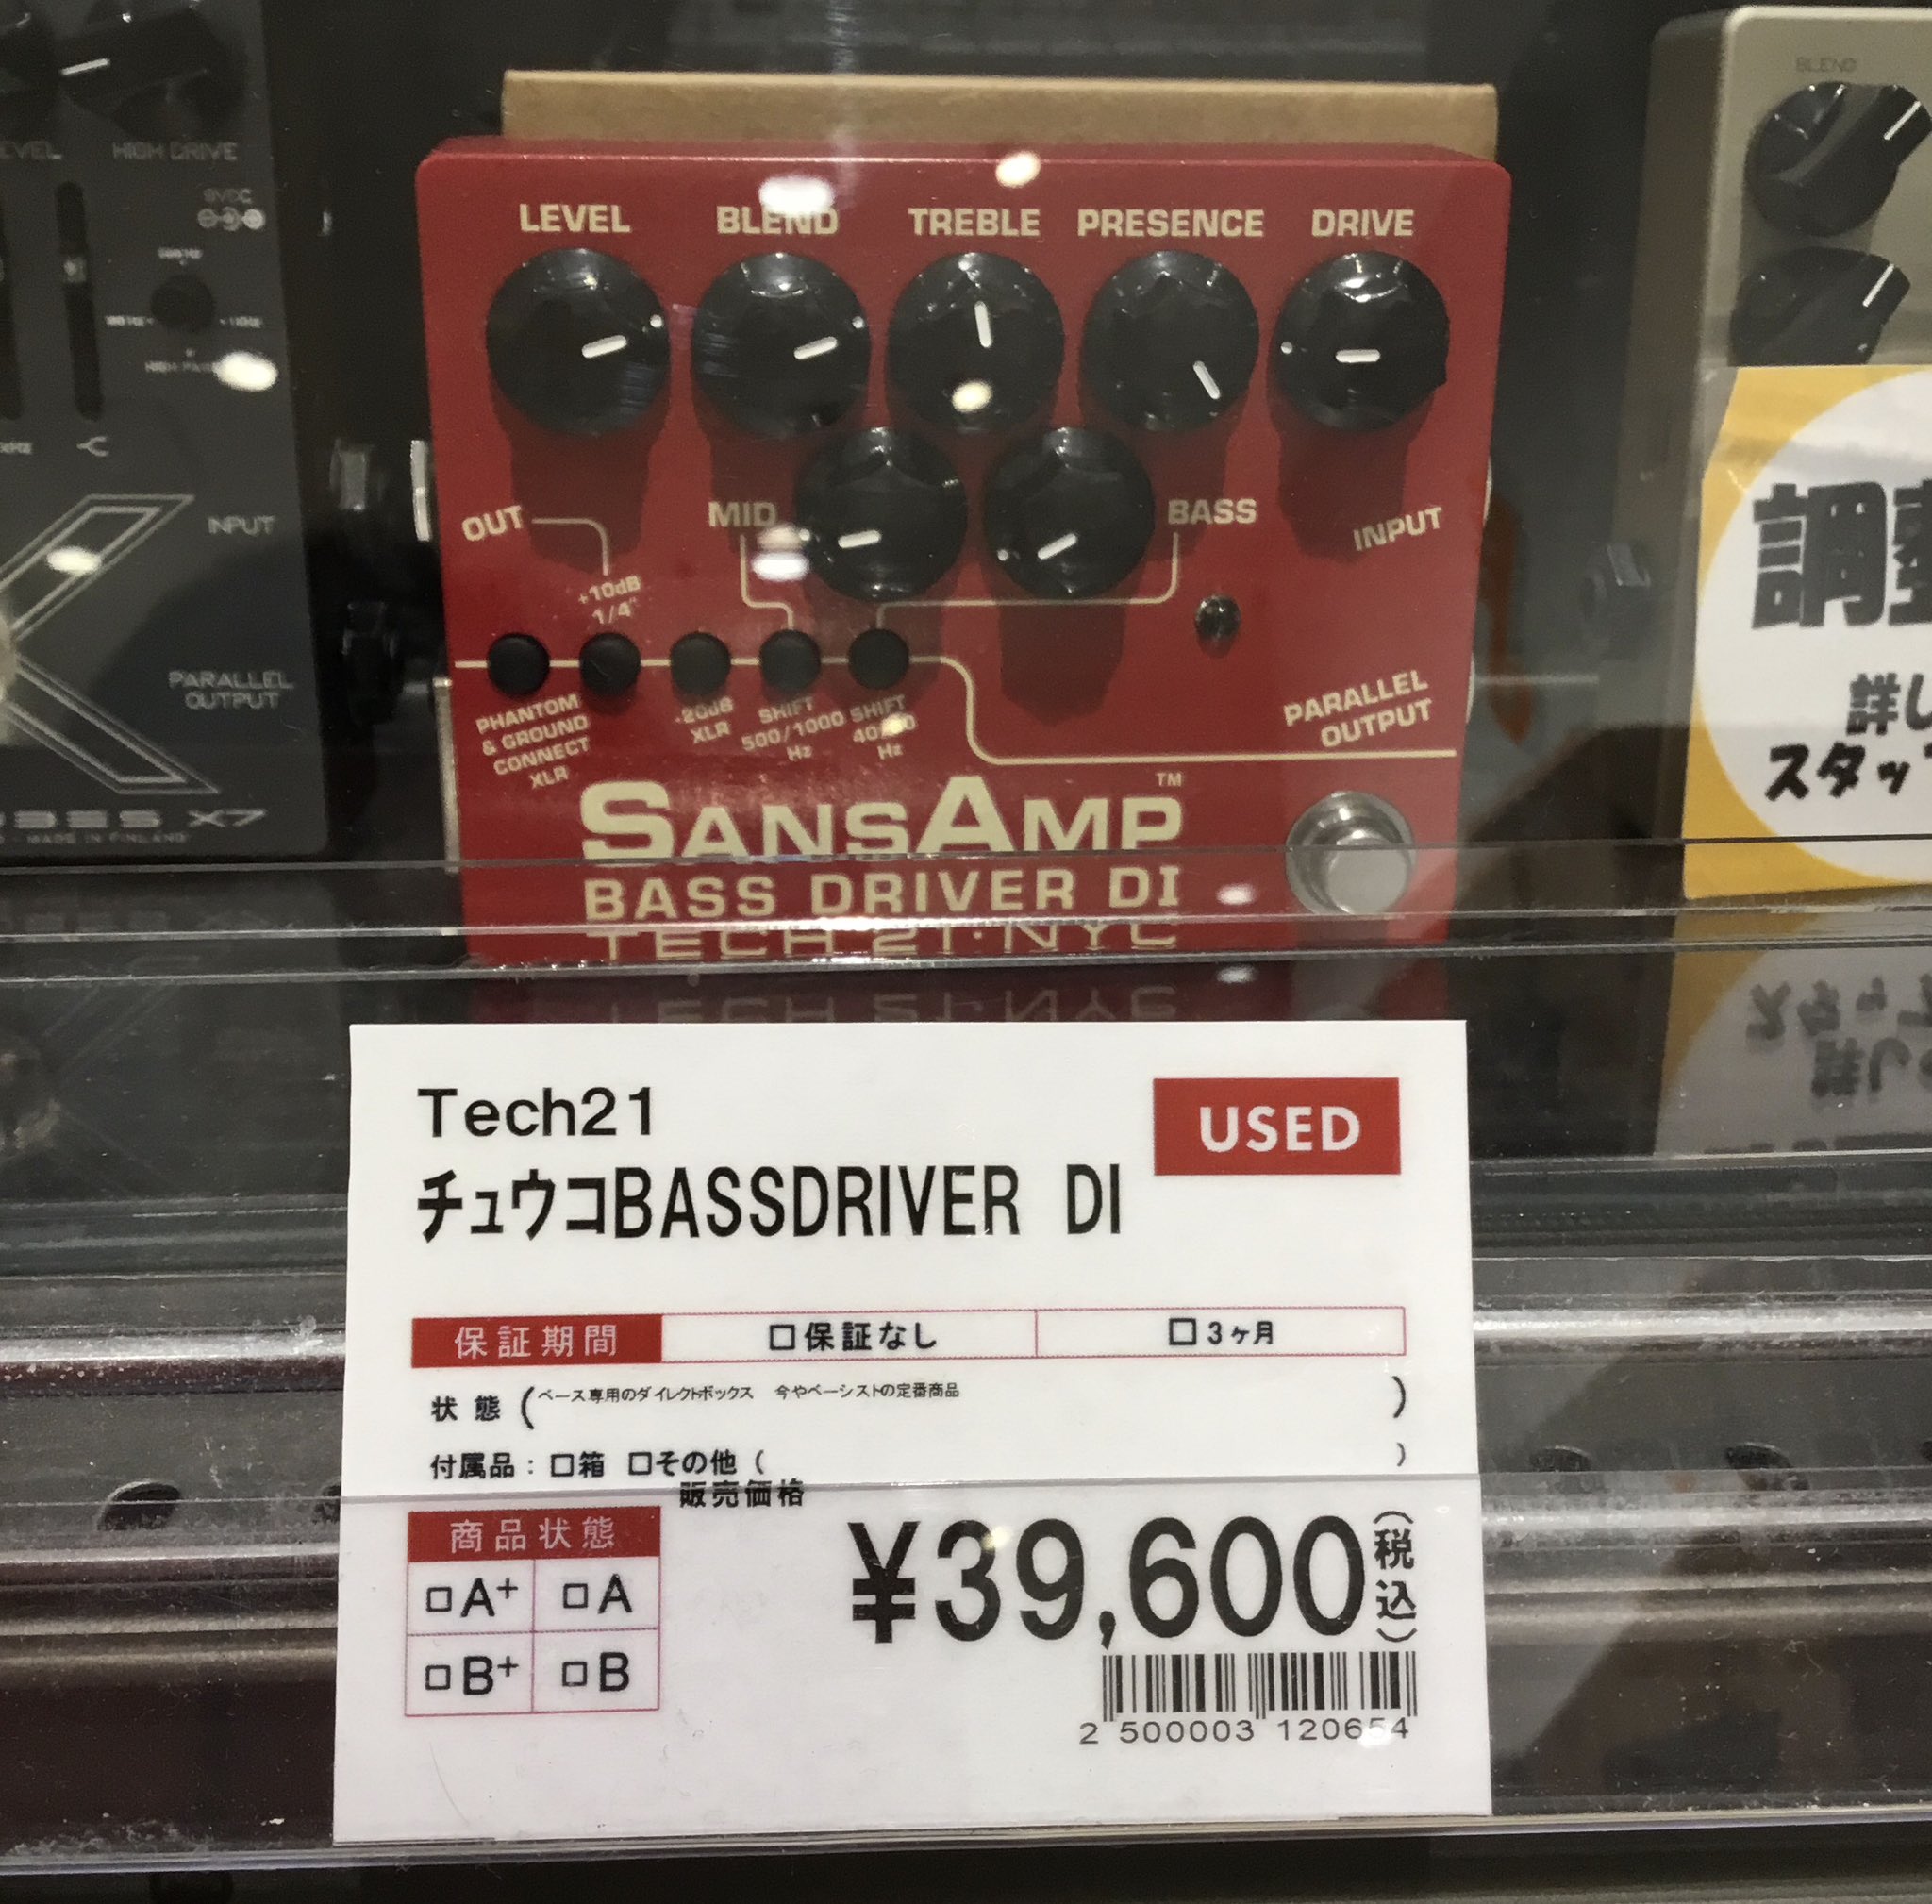 HIGH DRIVE
9VDC
INPUT
PARALLEL
OUTPUT
X7
MADE IN FINLAND
BLEND
LEVEL BLEND TREBLE PRESENCE DRIVE
MID BASS
OUT
INPUT
+10dB
1/4"
PHANTOM
& GROUND
CONNECT
XLR
-20dB
XLR
SHIFT
500/1000
Hz
SHIFT
Hz
PARALLEL
OUTPUT
SANSAMP™
BASS DRIVER DI
TECH 21·NYC
スタッ
Tech21
USED
チュウコBASSDRIVER DI
保証期間 □保証なし □3ヶ月
状態(ベース専用のダイレクトボックス 今やベーシストの定番商品)
付属品:□箱 □その他( )
販売価格
商品状態
□A+ □A
□B+ □B
¥39,600(税込)
2 500003 120654